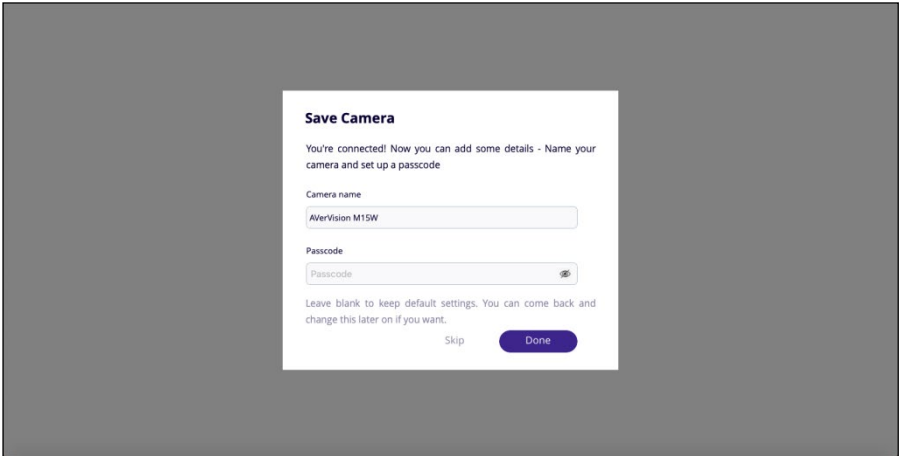 Save Camera
You're connected! Now you can add some details - Name your
camera and set up a passcode
Camera name
AVerVision M15W
Passcode
Passcode
Leave blank to keep default settings. You can come back and
change this later on if you want.
Skip Done